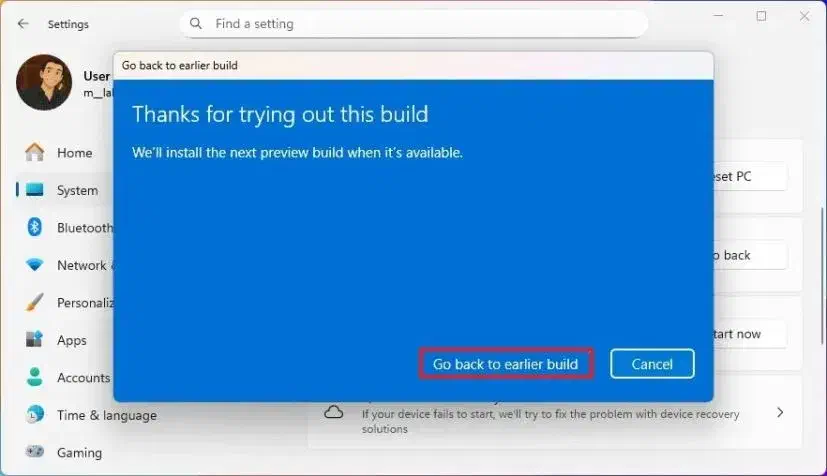 Settings
Find a setting
User
Go back to earlier build
Thanks for trying out this build
We'll install the next preview build when it's available.
Home
System
Bluetooth
Network
Personaliz
Apps
Accounts
Time & language
Gaming
eset PC
o back
tart now
Go back to earlier build
Cancel
If your device fails to start, we'll try to fix the problem with device recovery
solutions